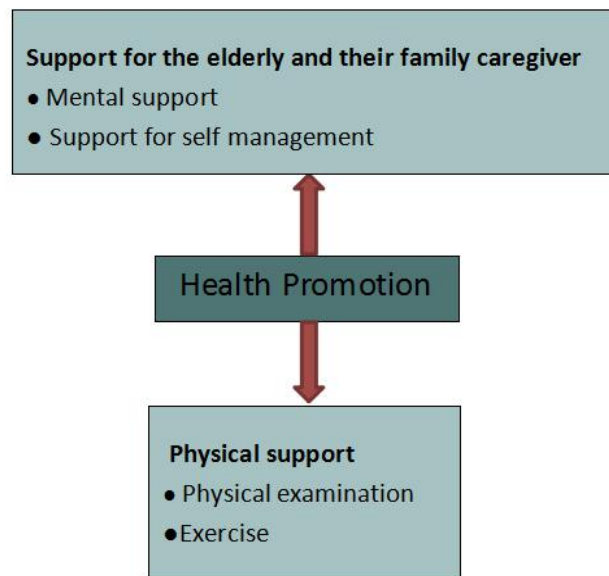 Support for the elderly and their family caregiver
● Mental support
● Support for self management
Health Promotion
Physical support
● Physical examination
●Exercise